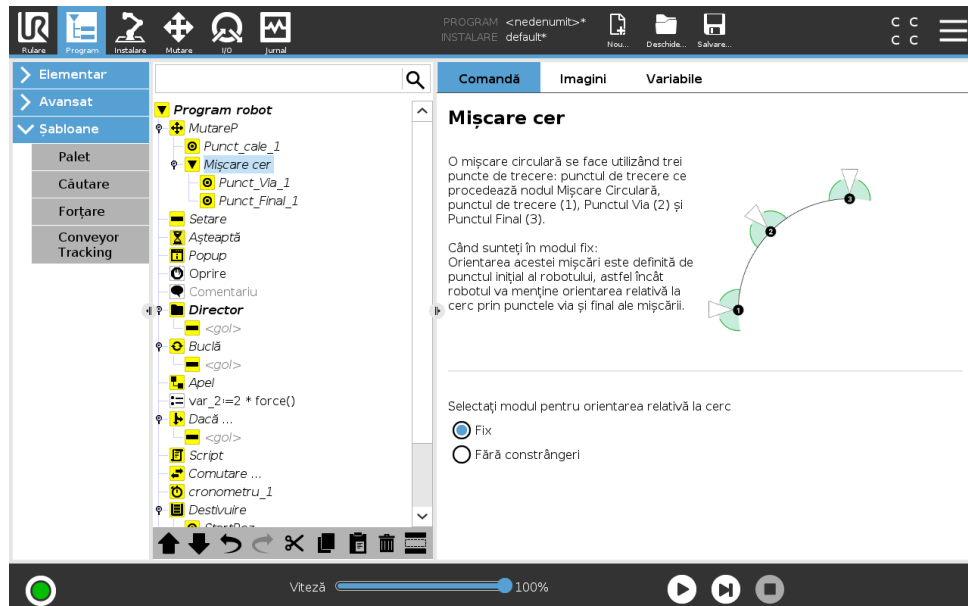 PROGRAM <nedenumit>*
INSTALARE default*
Rulare
Program
Instalare
Mutare
I/O
Jurnal
Nou...
Deschide...
Salvare...
C C
C C
Elementar
Avansat
Șabloane
Palet
Căutare
Forțare
Conveyor
Tracking
Program robot
MutareP
Punct_cale_1
Mișcare cer
Punct_Via_1
Punct_Final_1
Setare
Așteaptă
Popup
Oprire
Comentariu
Director
<gol>
Buclă
<gol>
Apel
var_2:=2 * force()
Dacă ...
<gol>
Script
Comutare ...
cronometru_1
Destivuire
Comandă
Imagini
Variabile
Mișcare cer
O mișcare circulară se face utilizând trei
puncte de trecere: punctul de trecere ce
procedează nodul Mișcare Circulară,
punctul de trecere (1), Punctul Via (2) și
Punctul Final (3).
Când sunteți în modul fix:
Orientarea acestei mișcări este definită de
punctul inițial al robotului, astfel încât
robotul va menține orientarea relativă la
cerc prin punctele via și final ale mișcării.
3
2
1
Selectați modul pentru orientarea relativă la cerc
Fix
Fără constrângeri
Viteză
100%